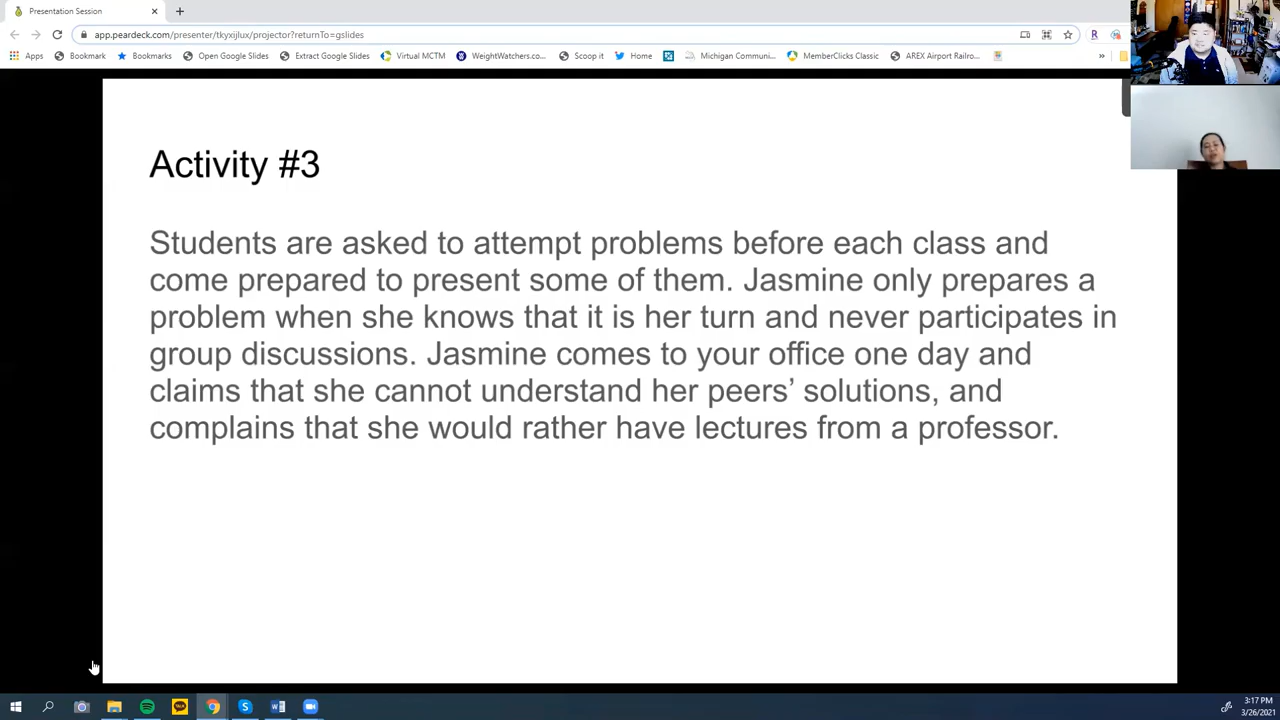 Presentation Session
app.peardeck.com/presenter/tkyxijlux/projector?returnTo=gslides
Apps
Bookmark
Bookmarks
Open Google Slides
Extract Google Slides
Virtual MCTM
WeightWatchers.co...
Scoop it
Home
Michigan Communi...
MemberClicks Classic
AREX Airport Railro...
Activity #3
Students are asked to attempt problems before each class and
come prepared to present some of them. Jasmine only prepares a
problem when she knows that it is her turn and never participates in
group discussions. Jasmine comes to your office one day and
claims that she cannot understand her peers’ solutions, and
complains that she would rather have lectures from a professor.
3:17 PM
3/26/2021